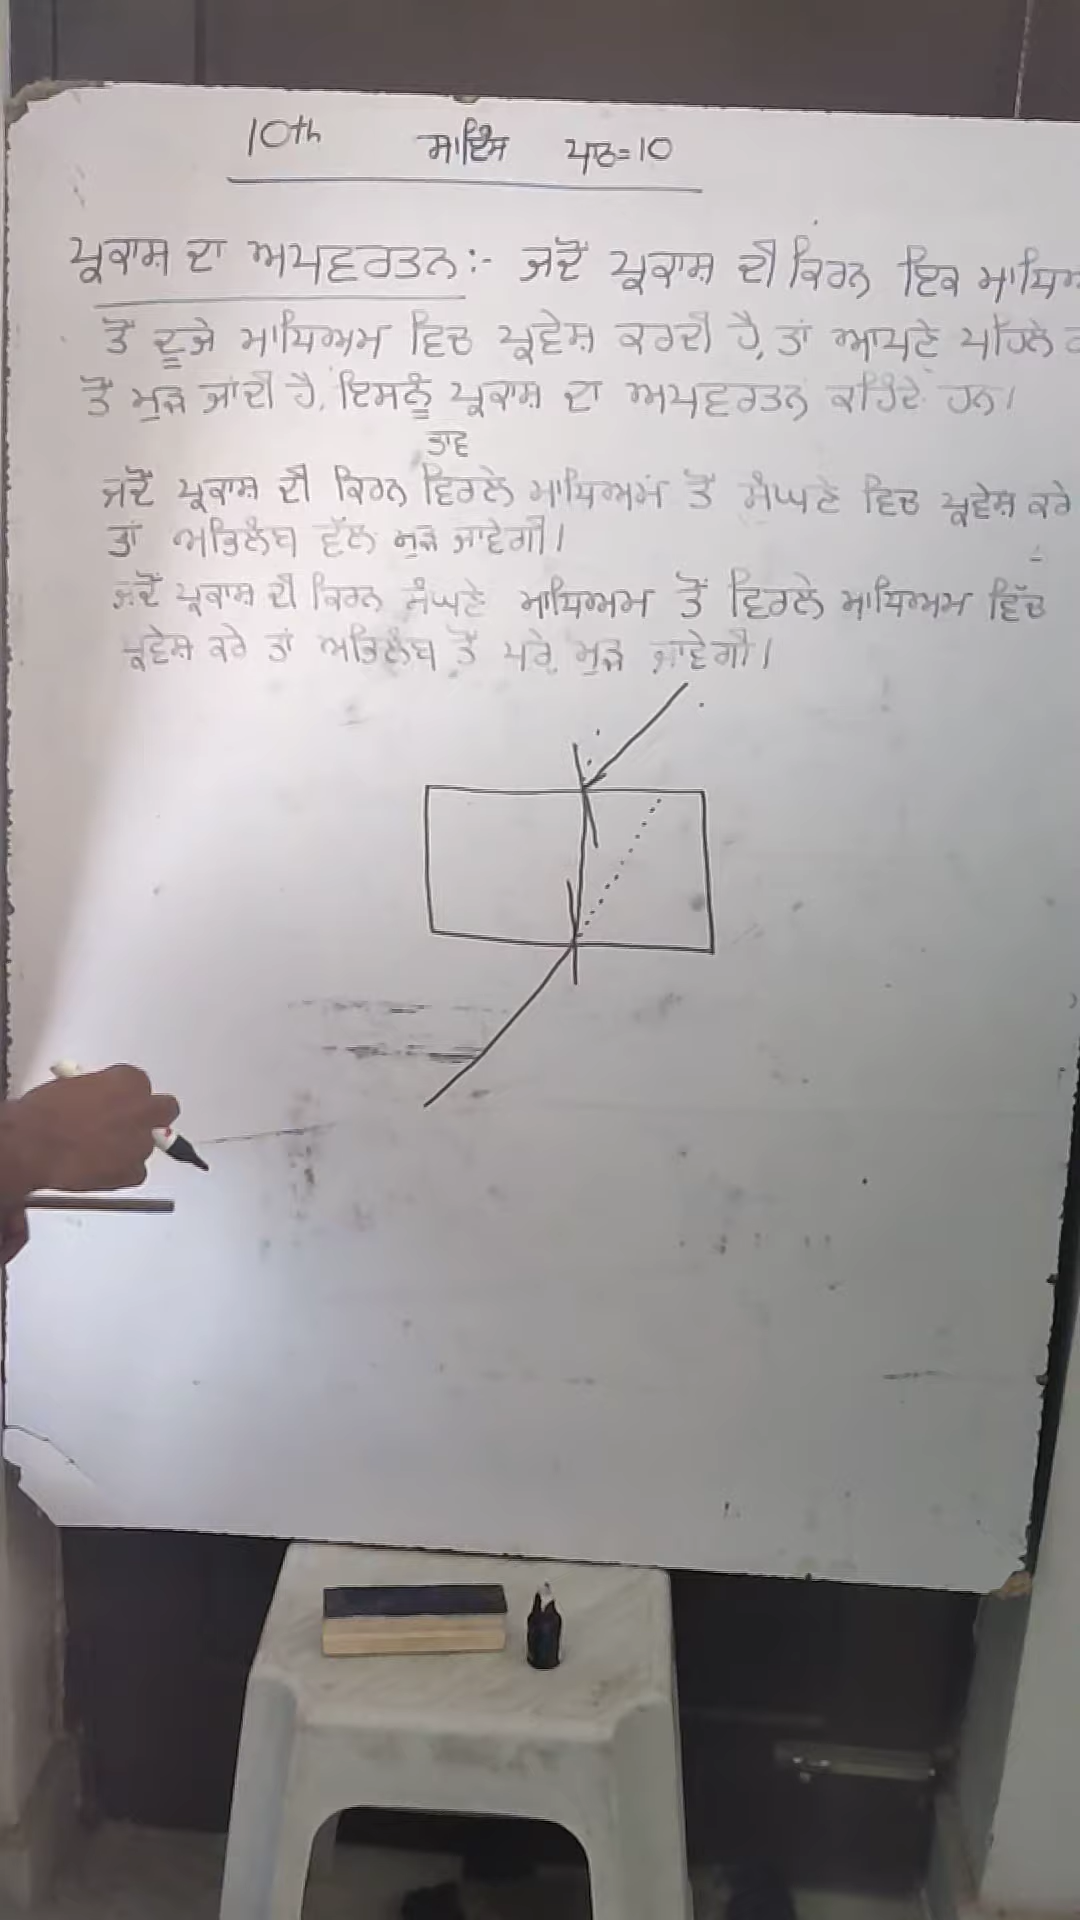 10th ਸਾਇੰਸ ਪਾਠ=10
ਪ੍ਰਕਾਸ਼ ਦਾ ਅਪਵਰਤਨ:- ਜਦੋਂ ਪ੍ਰਕਾਸ਼ ਦੀ ਕਿਰਨ ਇਕ
ਤੋਂ ਦੂਜੇ ਮਾਧਿਅਮ ਵਿਚ ਪ੍ਰਵੇਸ਼ ਕਰਦੀ ਹੈ, ਤਾਂ ਆਪਣੇ ਪਹਿਲੇ
ਤੋਂ ਮੁੜ ਜਾਂਦੀ ਹੈ, ਇਸਨੂੰ ਪ੍ਰਕਾਸ਼ ਦਾ ਅਪਵਰਤਨ ਕਹਿੰਦੇ ਹਨ।
ਜਦੋਂ ਪ੍ਰਕਾਸ਼ ਦੀ ਕਿਰਨ ਵਿਰਲੇ ਮਾਧਿਅਮ ਤੋਂ ਸੰਘਣੇ ਵਿਚ ਪ੍ਰਵੇਸ਼ ਕਰੇ
ਤਾਂ ਅਭਿਲੰਬ ਵੱਲ ਮੁੜ ਜਾਵੇਗੀ।
ਜਦੋਂ ਪ੍ਰਕਾਸ਼ ਦੀ ਕਿਰਨ ਸੰਘਣੇ ਮਾਧਿਅਮ ਤੋਂ ਵਿਰਲੇ ਮਾਧਿਅਮ ਵਿੱਚ
ਪ੍ਰਵੇਸ਼ ਕਰੇ ਤਾਂ ਅਭਿਲੰਬ ਤੋਂ ਪਰੇ ਮੁੜ ਜਾਵੇਗੀ।